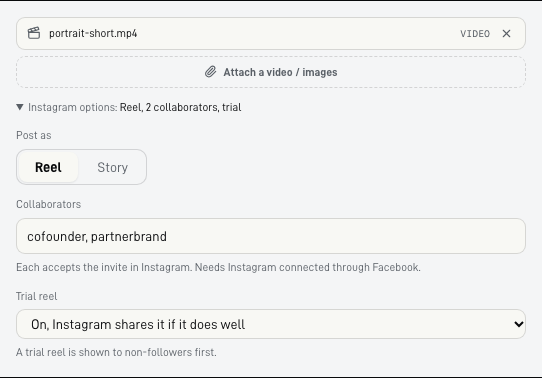 portrait-short.mp4 VIDEO ✕
Attach a video / images
▼ Instagram options: Reel, 2 collaborators, trial
Post as
Reel Story
Collaborators
cofounder, partnerbrand
Each accepts the invite in Instagram. Needs Instagram connected through Facebook.
Trial reel
On, Instagram shares it if it does well
A trial reel is shown to non-followers first.